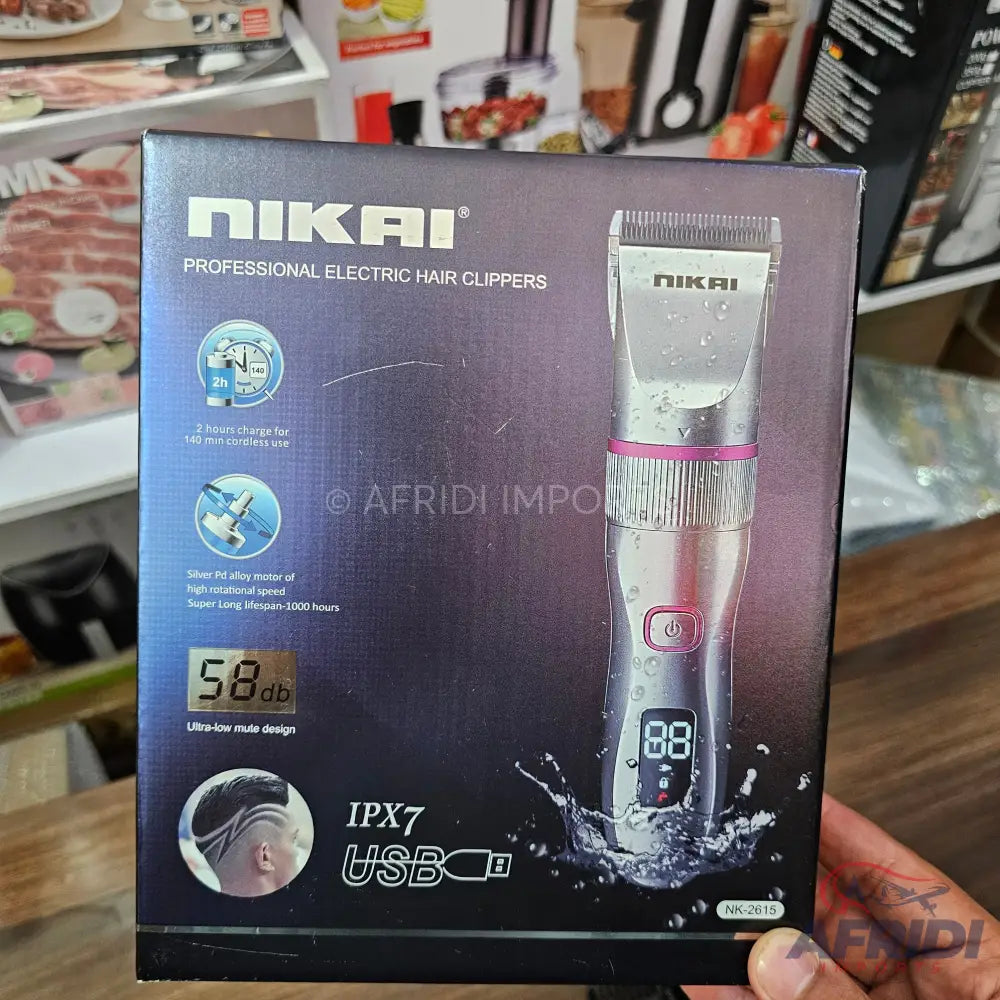 NIKAI®
PROFESSIONAL ELECTRIC HAIR CLIPPERS
NIKAI
2h
140
2 hours charge for
140 min cordless use
© AFRIDI IMPOR
Silver Pd alloy motor of
high rotational speed
Super Long lifespan-1000 hours
58db
Ultra-low mute design
88
IPX7
USB
NK-2615
AFRIDI